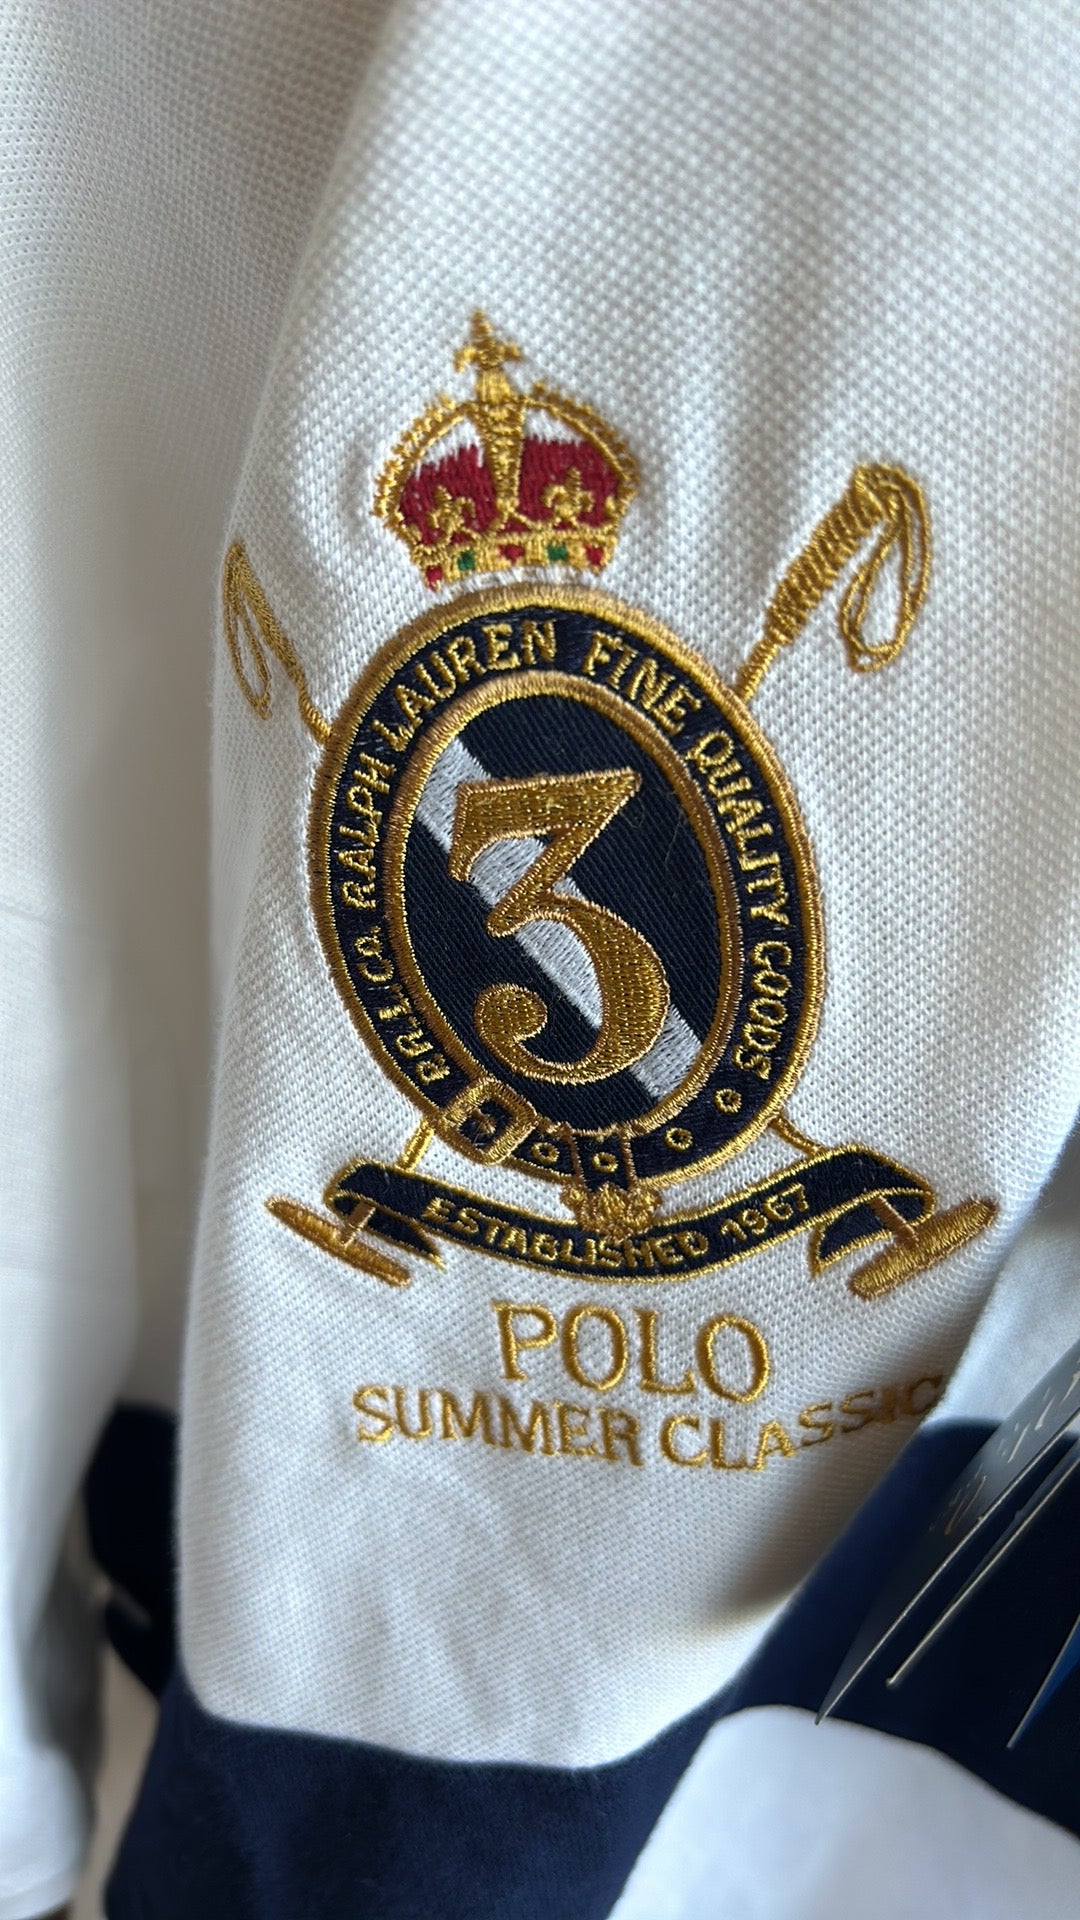 P.R.L.Co. RALPH LAUREN FINE QUALITY GOODS
3
ESTABLISHED 1967
POLO
SUMMER CLASSIC